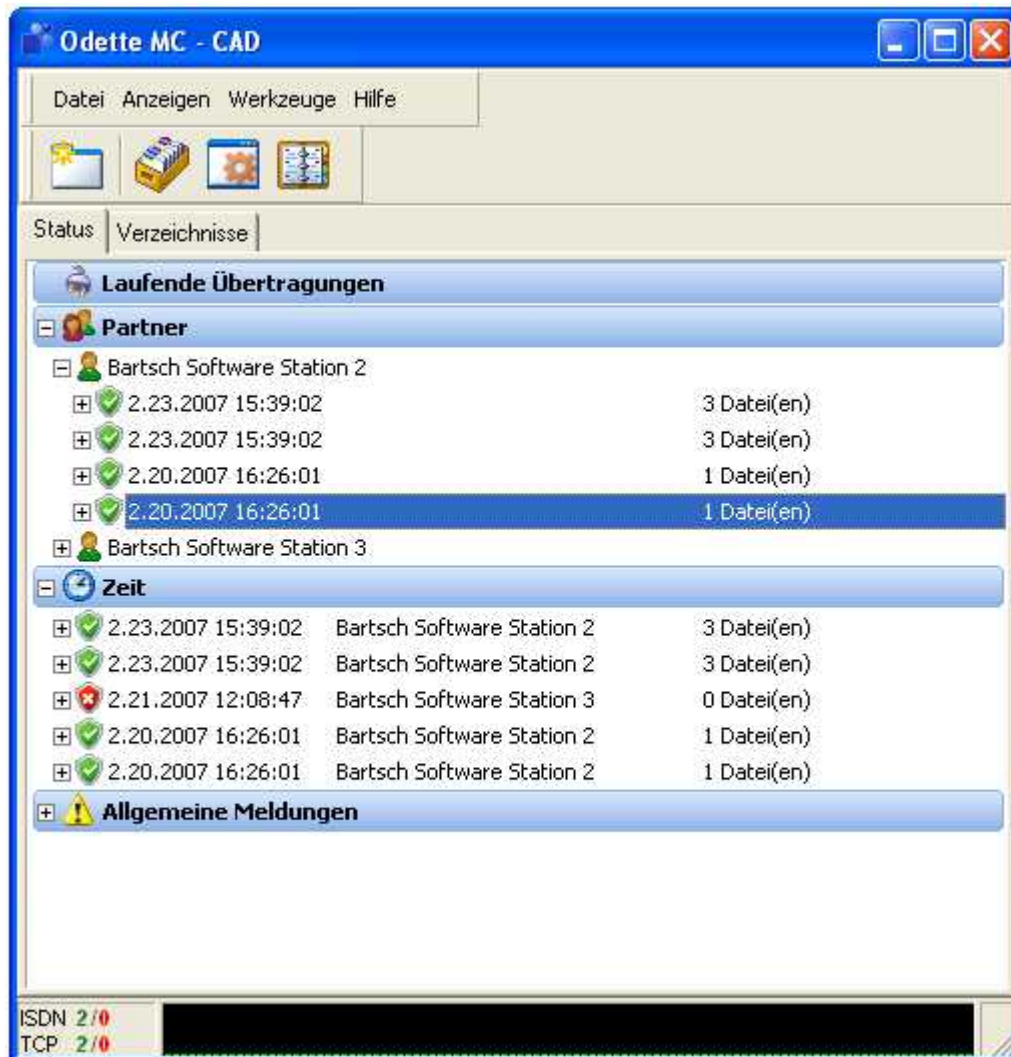 Odette MC - CAD
Datei Anzeigen Werkzeuge Hilfe
Status Verzeichnisse
Laufende Übertragungen
Partner
Bartsch Software Station 2
2.23.2007 15:39:02 3 Datei(en)
2.23.2007 15:39:02 3 Datei(en)
2.20.2007 16:26:01 1 Datei(en)
2.20.2007 16:26:01 1 Datei(en)
Bartsch Software Station 3
Zeit
2.23.2007 15:39:02 Bartsch Software Station 2 3 Datei(en)
2.23.2007 15:39:02 Bartsch Software Station 2 3 Datei(en)
2.21.2007 12:08:47 Bartsch Software Station 3 0 Datei(en)
2.20.2007 16:26:01 Bartsch Software Station 2 1 Datei(en)
2.20.2007 16:26:01 Bartsch Software Station 2 1 Datei(en)
Allgemeine Meldungen
ISDN 2/0
TCP 2/0